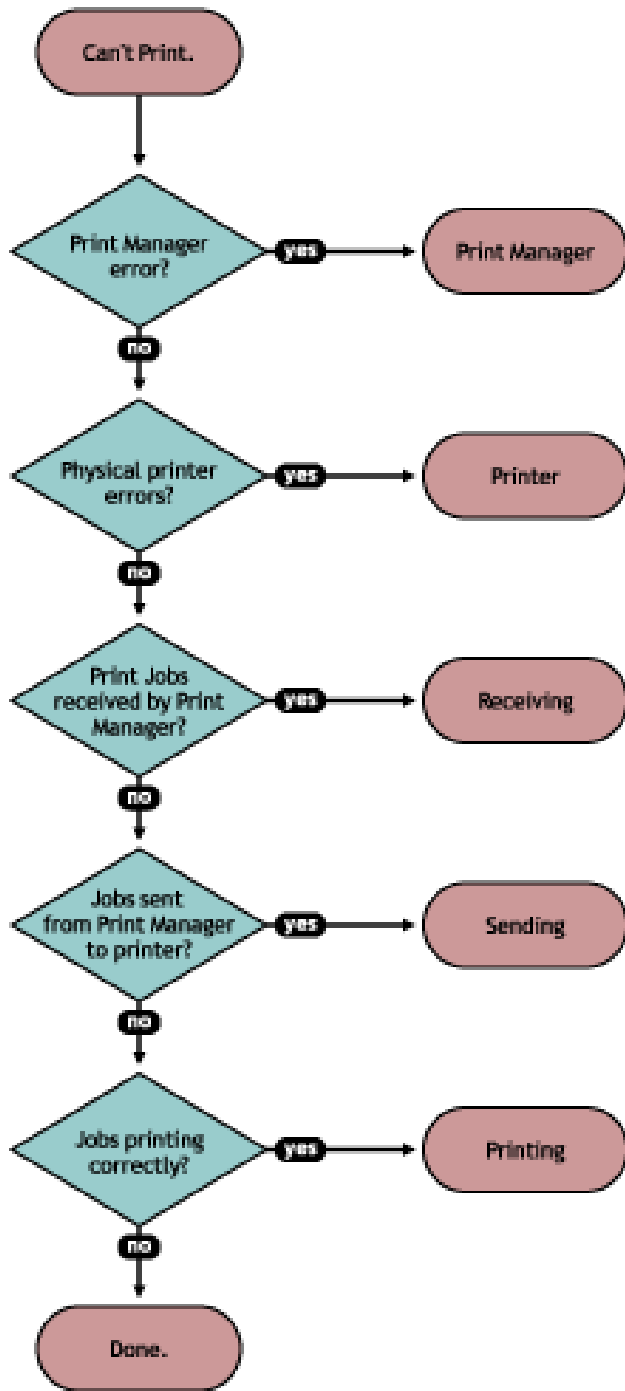 Can't Print.
Print Manager
error?
yes
Print Manager
no
Physical printer
errors?
yes
Printer
no
Print Jobs
received by Print
Manager?
yes
Receiving
no
Jobs sent
from Print Manager
to printer?
yes
Sending
no
Jobs printing
correctly?
yes
Printing
no
Done.